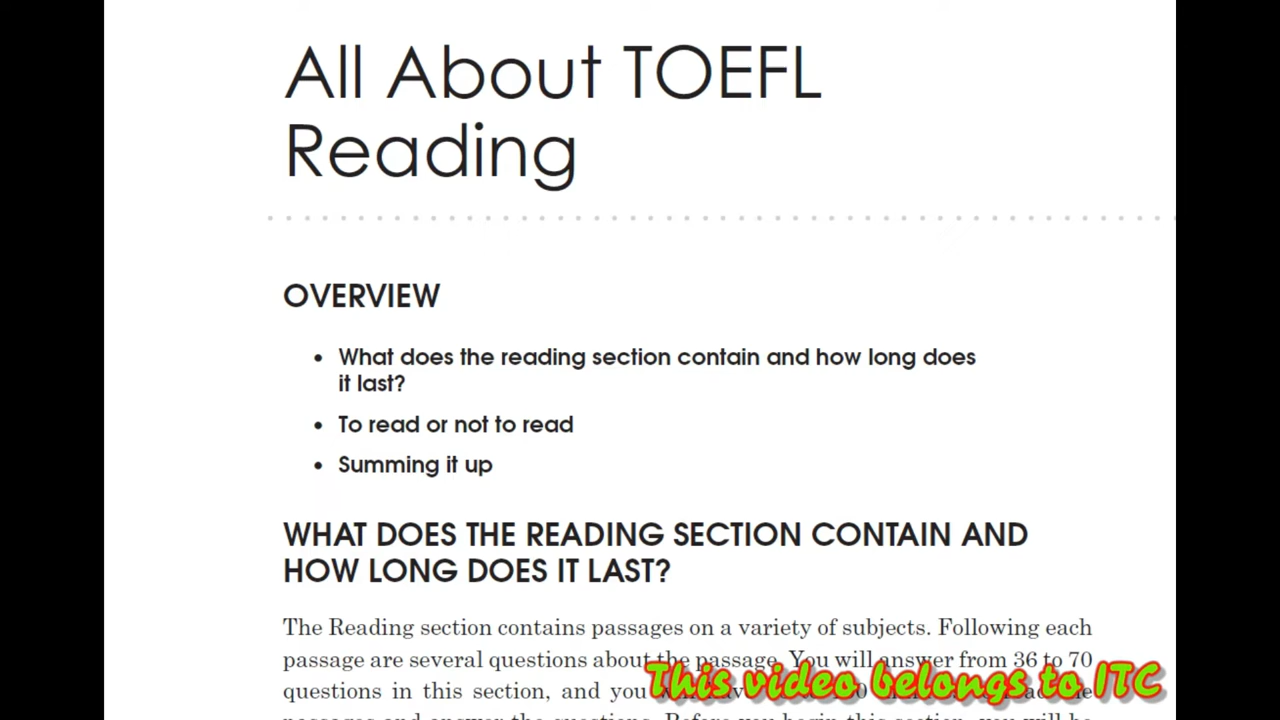 All About TOEFL
Reading
OVERVIEW
• What does the reading section contain and how long does
it last?
• To read or not to read
• Summing it up
WHAT DOES THE READING SECTION CONTAIN AND
HOW LONG DOES IT LAST?
The Reading section contains passages on a variety of subjects. Following each
passage are several questions about the passage. You will answer from 36 to 70
questions in this section, and you
This video belongs to ITC